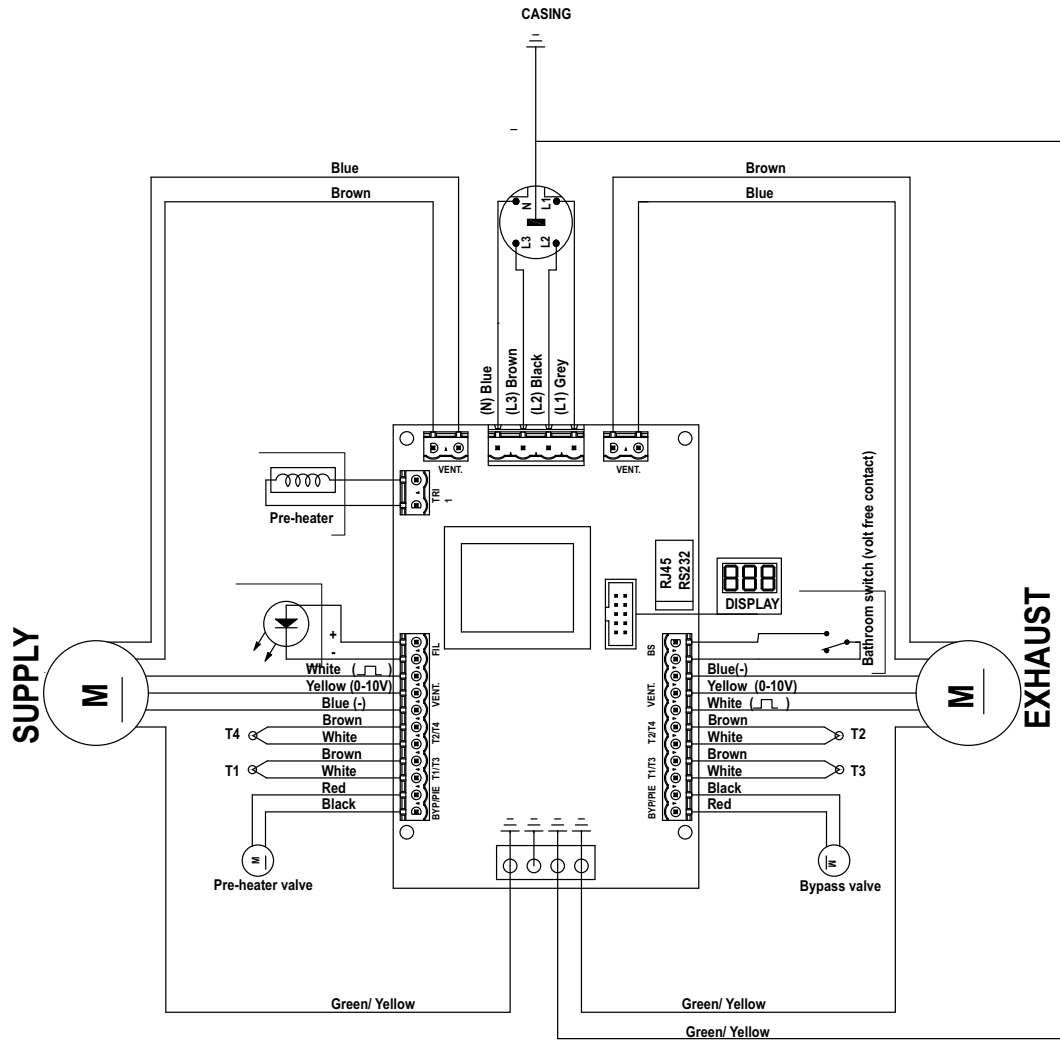 CASING
Blue
Brown
Brown
Blue
N
L1
L3
L2
(N) Blue
(L3) Brown
(L2) Black
(L1) Grey
VENT.
VENT.
TRI
1
Pre-heater
RJ45
RS232
DISPLAY
Bathroom switch (volt free contact)
SUPPLY
M
EXHAUST
M
+
-
White ( )
Yellow (0-10V)
Blue (-)
Brown
White
Brown
White
Red
Black
T4
T1
FIL
VENT.
T2/T4
T1/T3
BYP/PIE
BS
VENT.
T2/T4
T1/T3
BYP/PIE
Blue(-)
Yellow (0-10V)
White ( )
Brown
White
Brown
White
Black
Red
T2
T3
M
Pre-heater valve
M
Bypass valve
Green/ Yellow
Green/ Yellow
Green/ Yellow